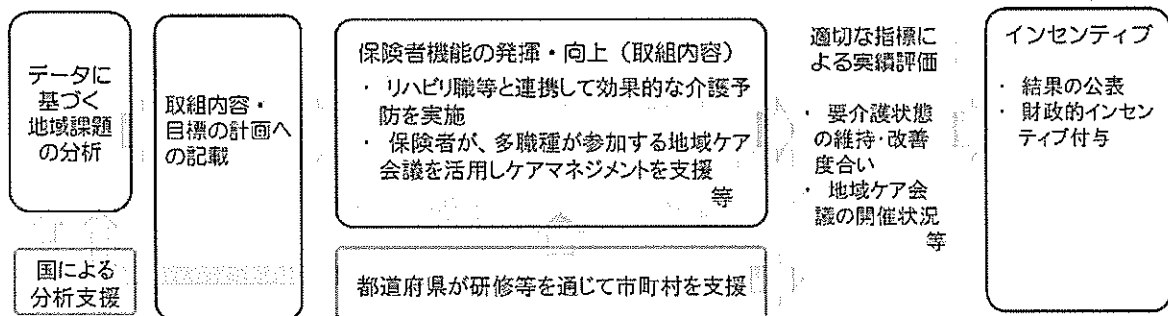 データに
基づく
地域課題
の分析
国による
分析支援
取組内容・
目標の計画へ
の記載
保険者機能の発揮・向上（取組内容）
・ リハビリ職等と連携して効果的な介護予
防を実施
・ 保険者が、多職種が参加する地域ケア
会議を活用しケアマネジメントを支援
等
都道府県が研修等を通じて市町村を支援
適切な指標に
よる実績評価
・ 要介護状態
の維持・改善
度合い
・ 地域ケア会
議の開催状況
等
インセンティブ
・ 結果の公表
・ 財政的インセン
ティブ付与